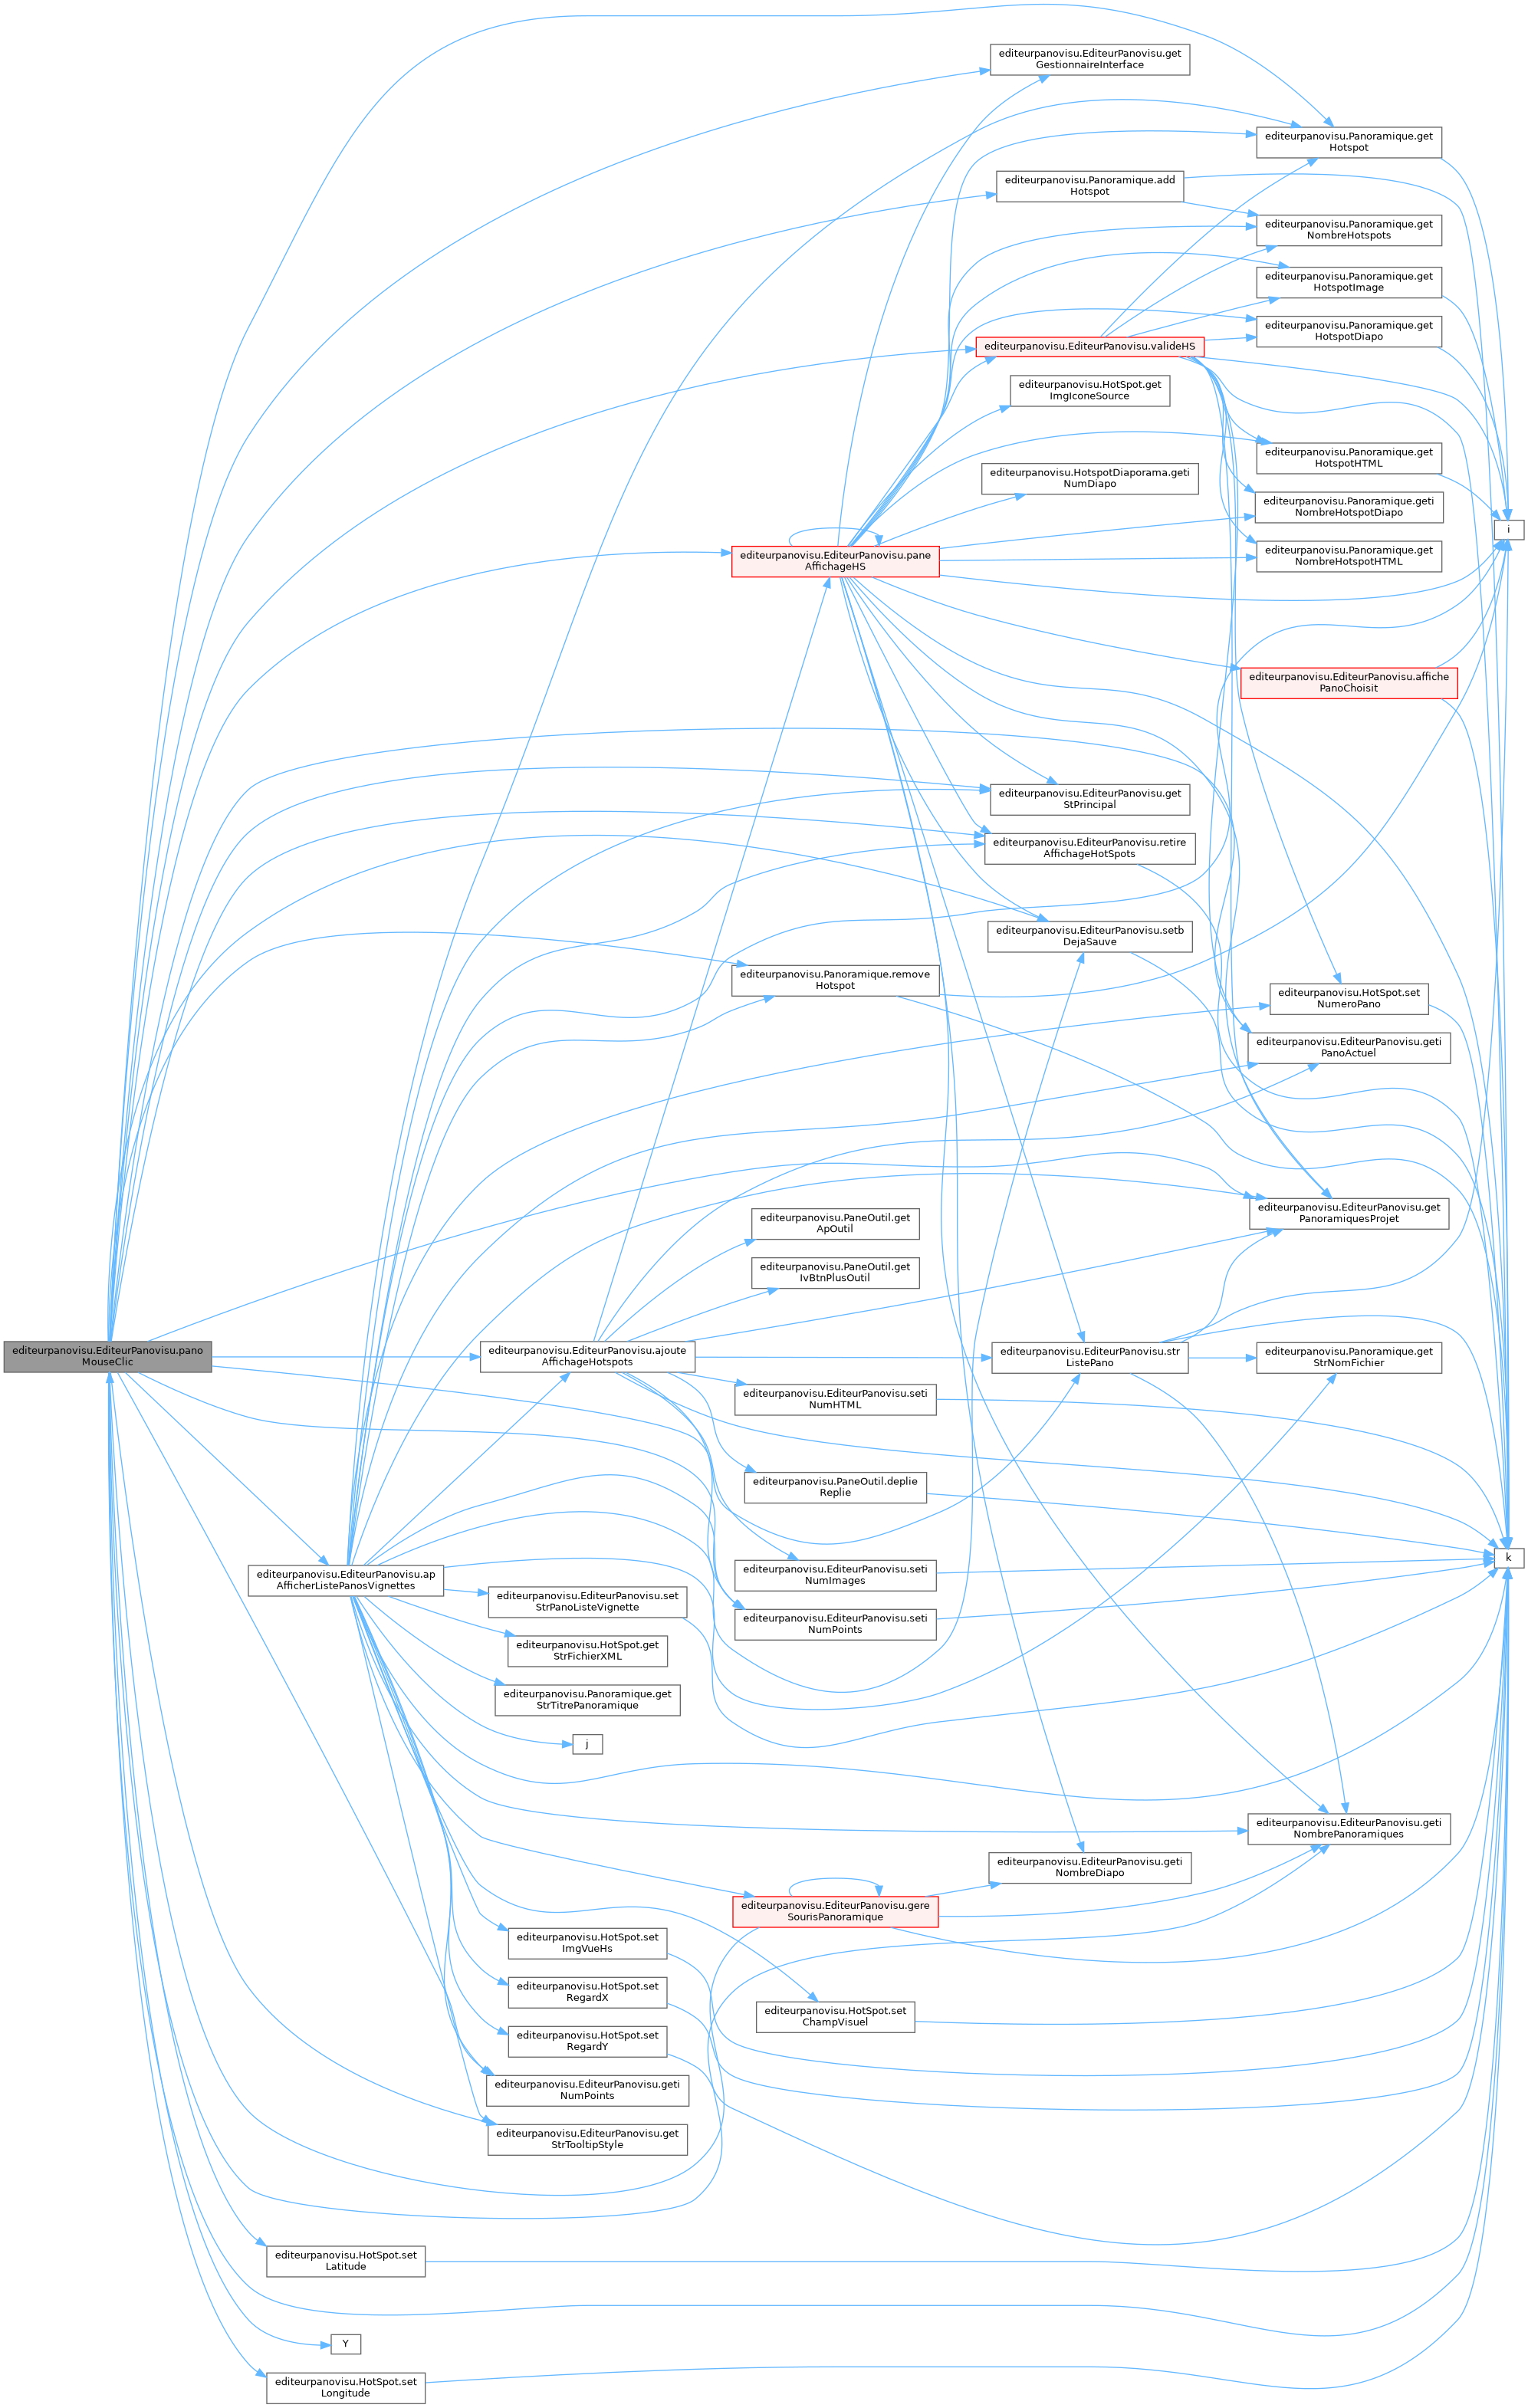 editeurpanovisu.EditeurPanovisu.get
GestionnaireInterface
editeurpanovisu.Panoramique.get
Hotspot
editeurpanovisu.Panoramique.add
Hotspot
editeurpanovisu.Panoramique.get
NombreHotspots
editeurpanovisu.Panoramique.get
HotspotImage
editeurpanovisu.Panoramique.get
HotspotDiapo
editeurpanovisu.EditeurPanovisu.valideHS
editeurpanovisu.HotSpot.get
ImgIconeSource
editeurpanovisu.Panoramique.get
HotspotHTML
editeurpanovisu.HotspotDiaporama.geti
NumDiapo
editeurpanovisu.Panoramique.geti
NombreHotspotDiapo
i
editeurpanovisu.EditeurPanovisu.pane
AffichageHS
editeurpanovisu.Panoramique.get
NombreHotspotHTML
editeurpanovisu.EditeurPanovisu.affiche
PanoChoisit
editeurpanovisu.EditeurPanovisu.get
StPrincipal
editeurpanovisu.EditeurPanovisu.retire
AffichageHotSpots
editeurpanovisu.EditeurPanovisu.setb
DejaSauve
editeurpanovisu.Panoramique.remove
Hotspot
editeurpanovisu.HotSpot.set
NumeroPano
editeurpanovisu.EditeurPanovisu.geti
PanoActuel
editeurpanovisu.EditeurPanovisu.get
PanoramiquesProjet
editeurpanovisu.PaneOutil.get
ApOutil
editeurpanovisu.PaneOutil.get
IvBtnPlusOutil
editeurpanovisu.EditeurPanovisu.pano
MouseClic
editeurpanovisu.EditeurPanovisu.ajoute
AffichageHotspots
editeurpanovisu.EditeurPanovisu.str
ListePano
editeurpanovisu.Panoramique.get
StrNomFichier
editeurpanovisu.EditeurPanovisu.seti
NumHTML
editeurpanovisu.PaneOutil.deplie
Replie
k
editeurpanovisu.EditeurPanovisu.ap
AfficherListePanosVignettes
editeurpanovisu.EditeurPanovisu.seti
NumImages
editeurpanovisu.EditeurPanovisu.set
StrPanoListeVignette
editeurpanovisu.EditeurPanovisu.seti
NumPoints
editeurpanovisu.HotSpot.get
StrFichierXML
editeurpanovisu.Panoramique.get
StrTitrePanoramique
j
editeurpanovisu.EditeurPanovisu.geti
NombrePanoramiques
editeurpanovisu.EditeurPanovisu.geti
NombreDiapo
editeurpanovisu.EditeurPanovisu.gere
SourisPanoramique
editeurpanovisu.HotSpot.set
ImgVueHs
editeurpanovisu.HotSpot.set
RegardX
editeurpanovisu.HotSpot.set
ChampVisuel
editeurpanovisu.HotSpot.set
RegardY
editeurpanovisu.EditeurPanovisu.geti
NumPoints
editeurpanovisu.EditeurPanovisu.get
StrTooltipStyle
editeurpanovisu.HotSpot.set
Latitude
Y
editeurpanovisu.HotSpot.set
Longitude